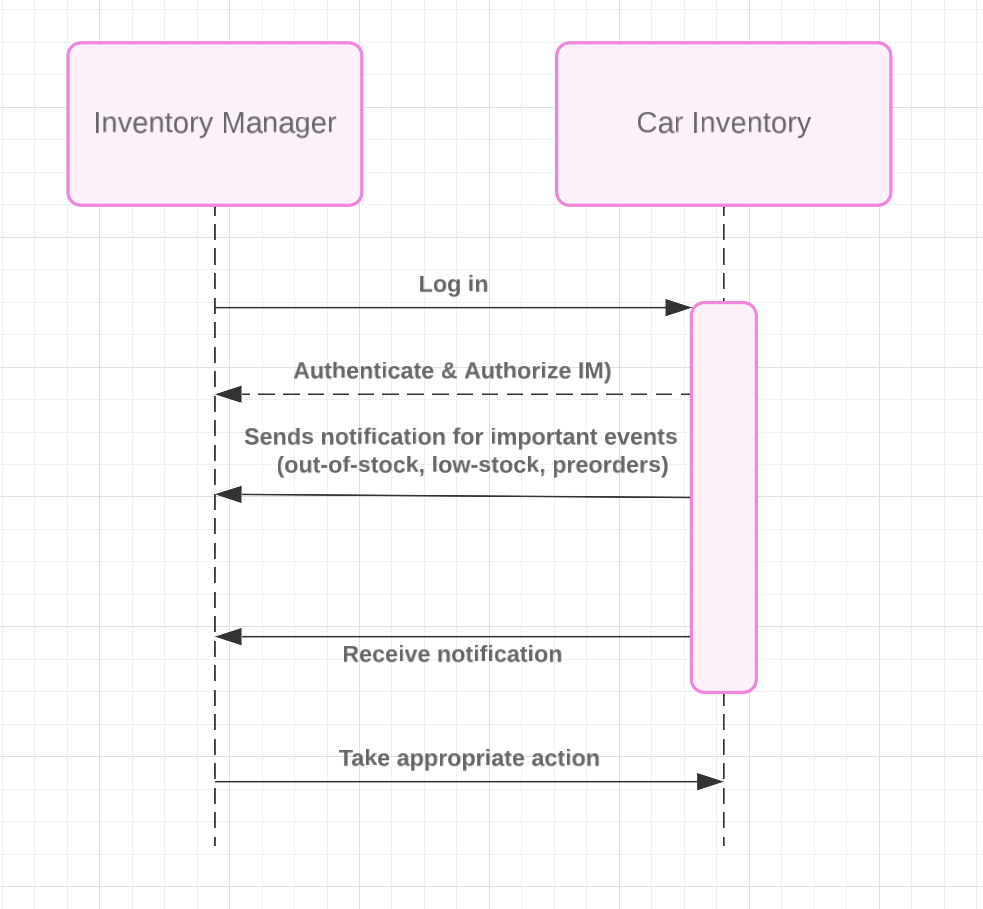 Inventory Manager
Car Inventory
Log in
Authenticate & Authorize IM)
Sends notification for important events
(out-of-stock, low-stock, preorders)
Receive notification
Take appropriate action